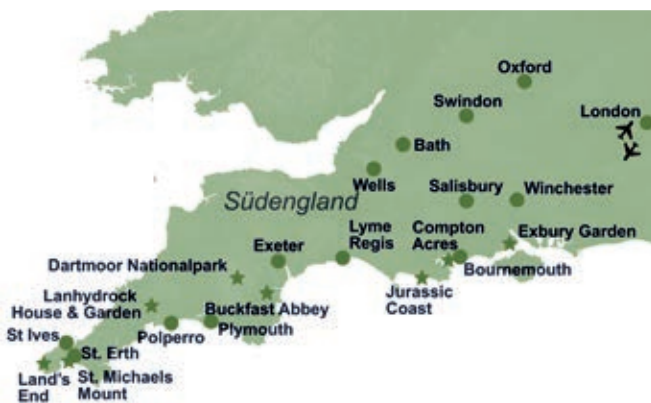 Oxford
Swindon
London
Bath
Wells
Salisbury
Winchester
Südengland
Lyme
Regis
Compton
Acres
Exbury Garden
Exeter
Bournemouth
Dartmoor Nationalpark
Jurassic
Coast
Lanhydrock
House & Garden
Buckfast Abbey
Plymouth
St Ives
Polperro
St. Erth
Land's
End
St. Michaels
Mount